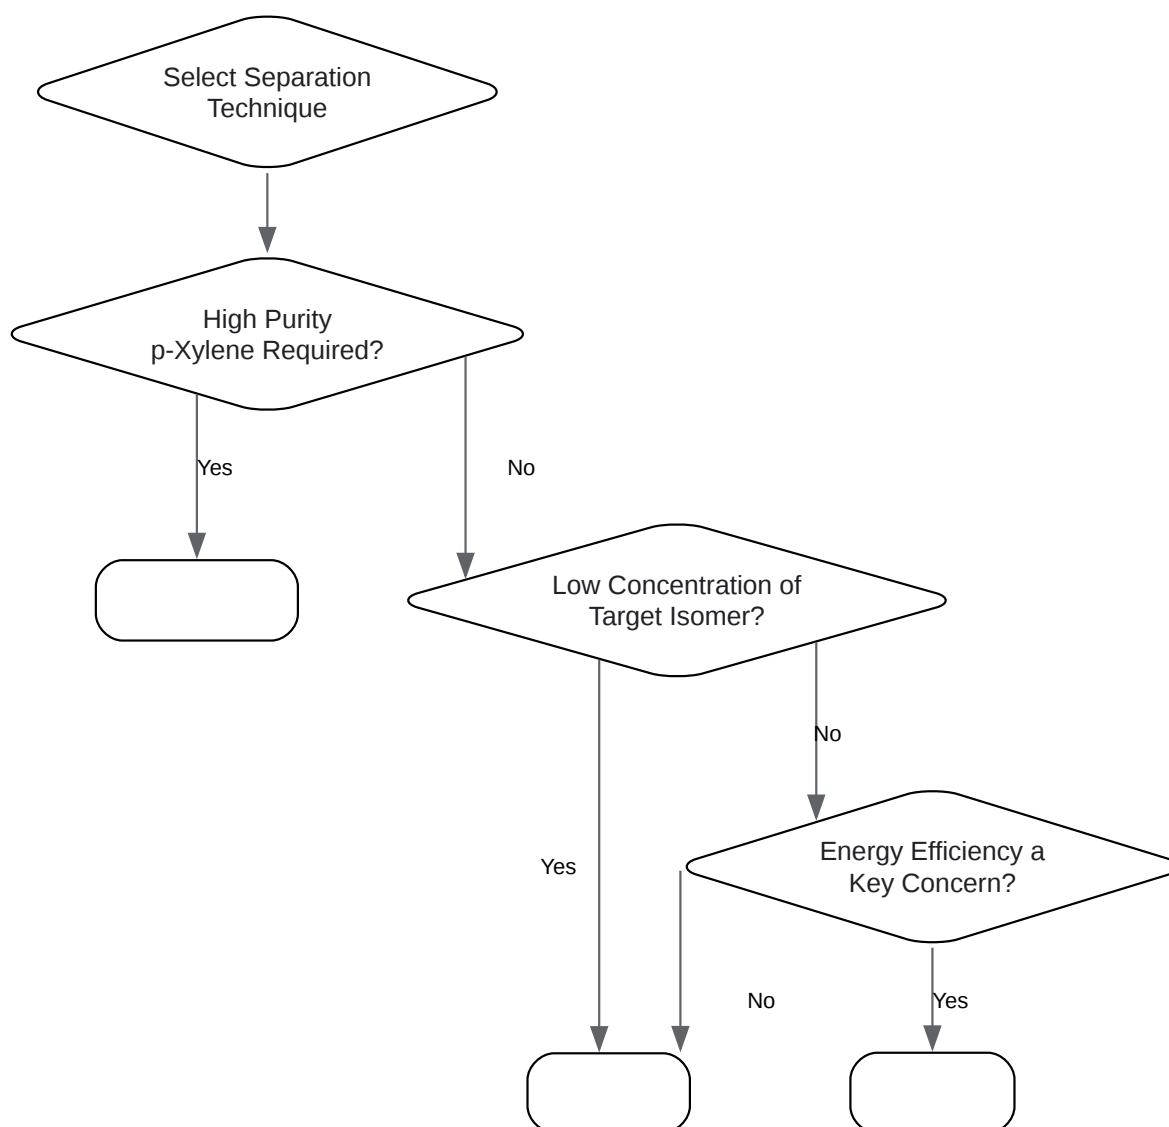 Select Separation
Technique
High Purity
p-Xylene Required?
Yes
No
Low Concentration of
Target Isomer?
No
Yes
Energy Efficiency a
Key Concern?
No
Yes